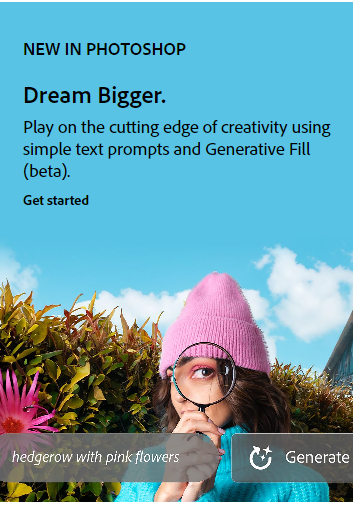 NEW IN PHOTOSHOP
Dream Bigger.
Play on the cutting edge of creativity using
simple text prompts and Generative Fill
(beta).
Get started
hedgerow with pink flowers
Generate